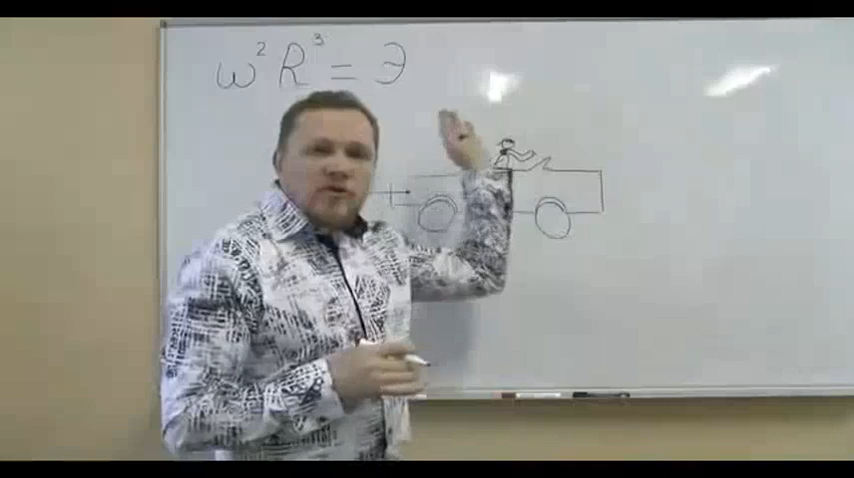 ω²R³ = Э